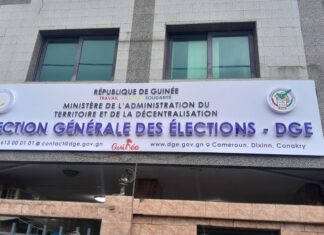 RÉPUBLIQUE DE GUINÉE
TRAVAIL JUSTICE SOLIDARITÉ
MINISTÈRE DE L'ADMINISTRATION DU
TERRITOIRE ET DE LA DÉCENTRALISATION
ECTION GÉNÉRALE DES ÉLECTIONS - DGE
613 00 01 01 contact@dge.gov.gn Guinée www.dge.gov.gn Cameroun, Dixinn, Conakry